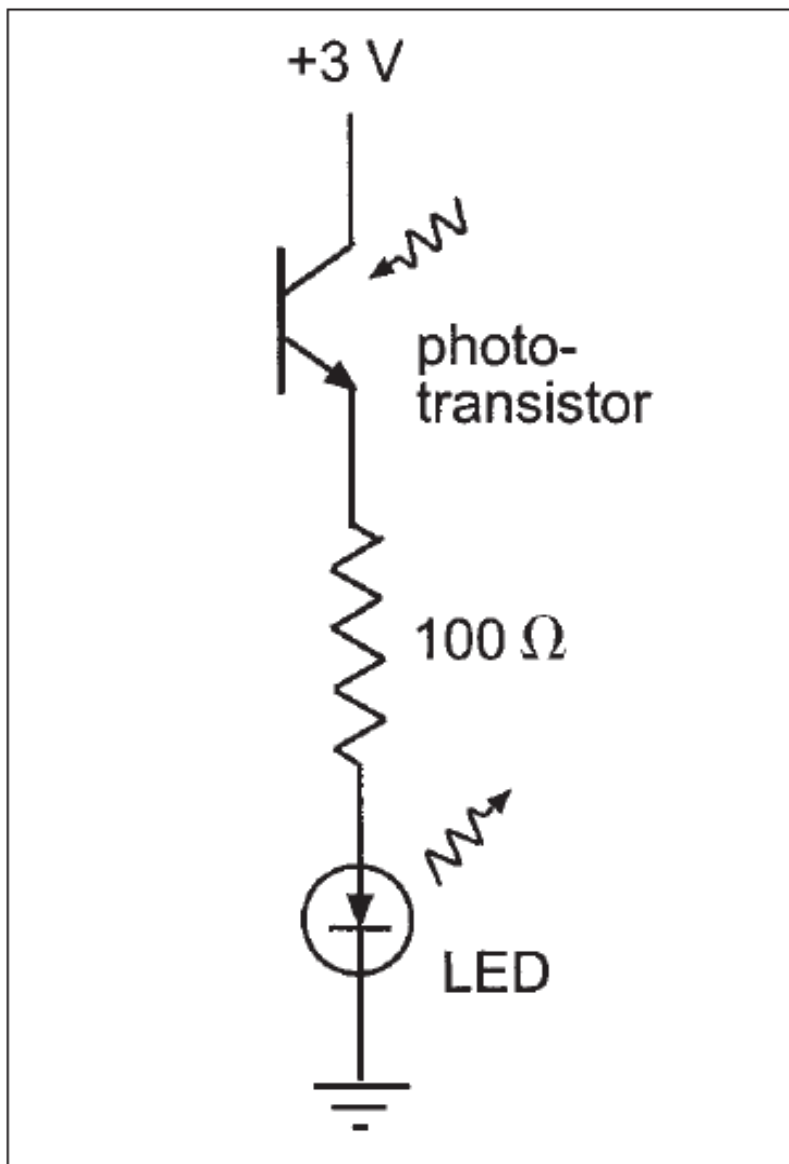 +3 V
photo-
transistor
100 Ω
LED